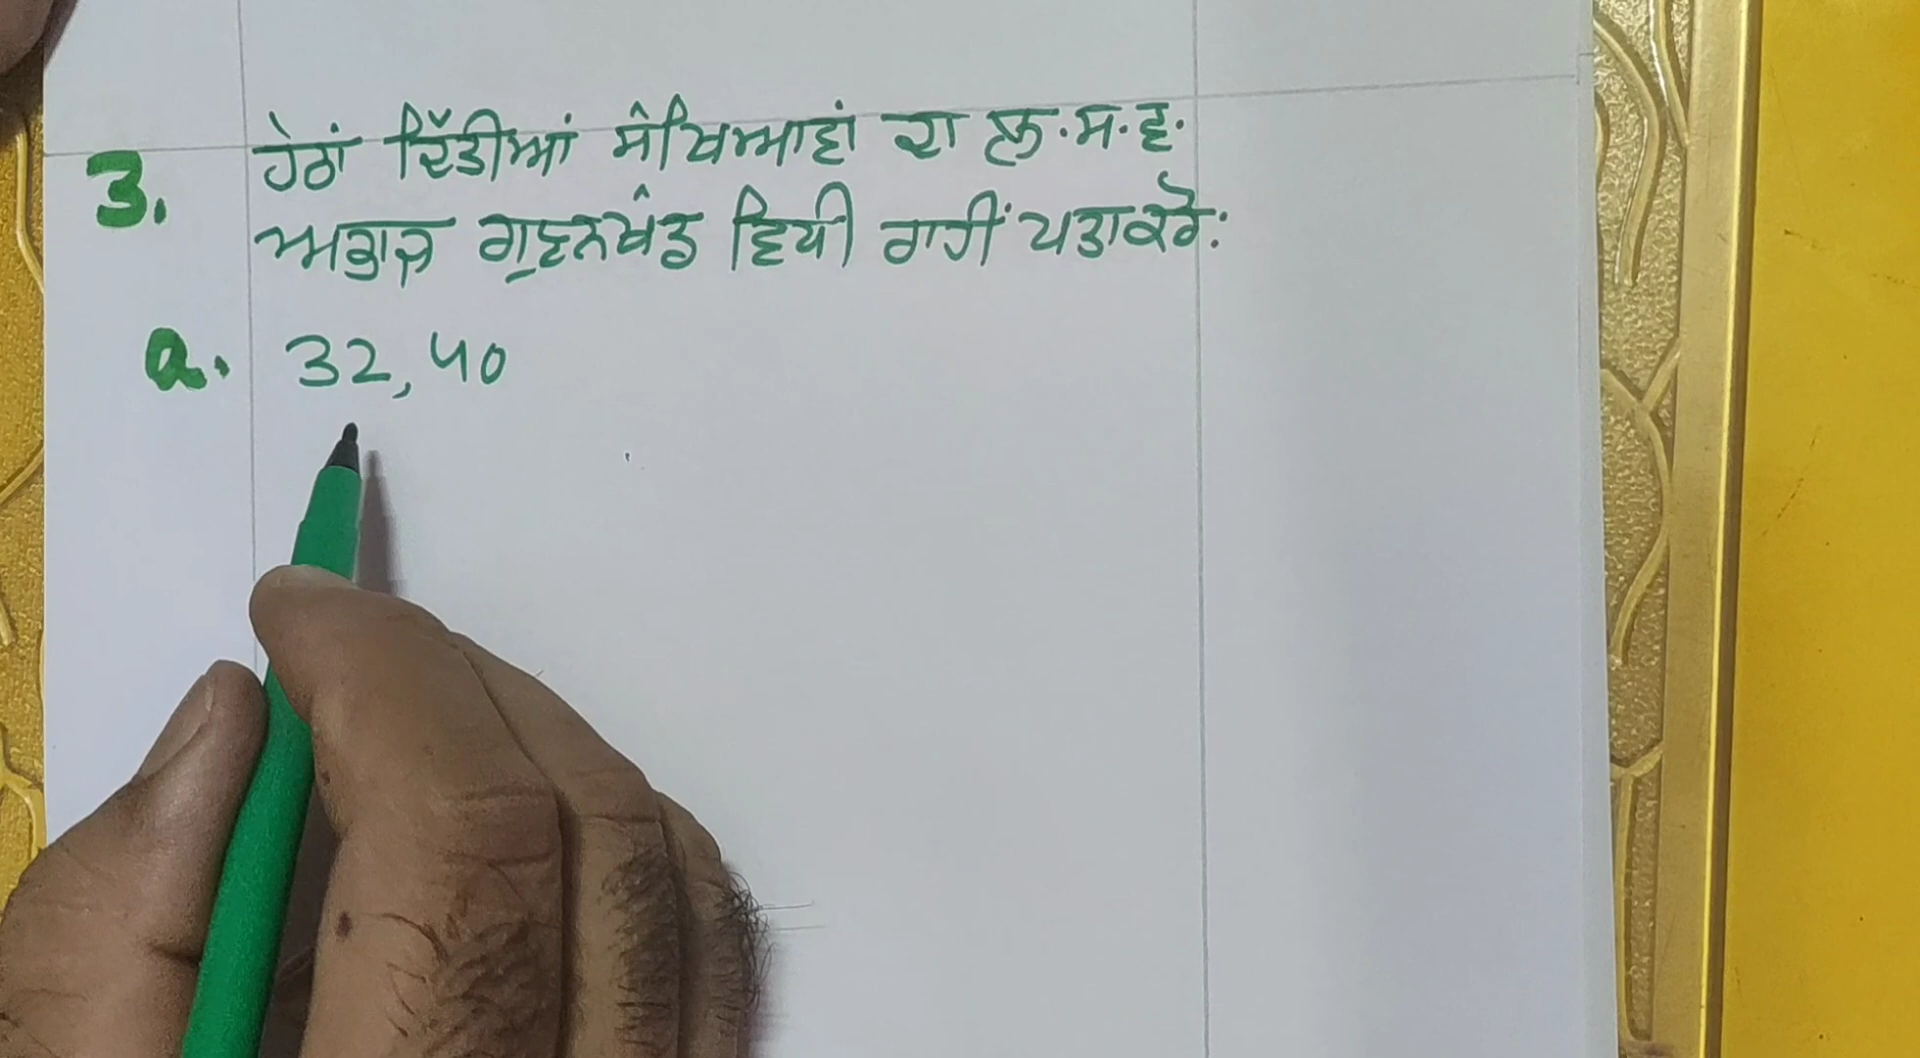 3. ਹੇਠਾਂ ਦਿੱਤੀਆਂ ਸੰਖਿਆਵਾਂ ਦਾ ਲ.ਸ.ਵ.
ਅਭਾਜ ਗੁਣਨਖੰਡ ਵਿਧੀ ਰਾਹੀਂ ਪਤਾ ਕਰੋ:
a. 32, 40